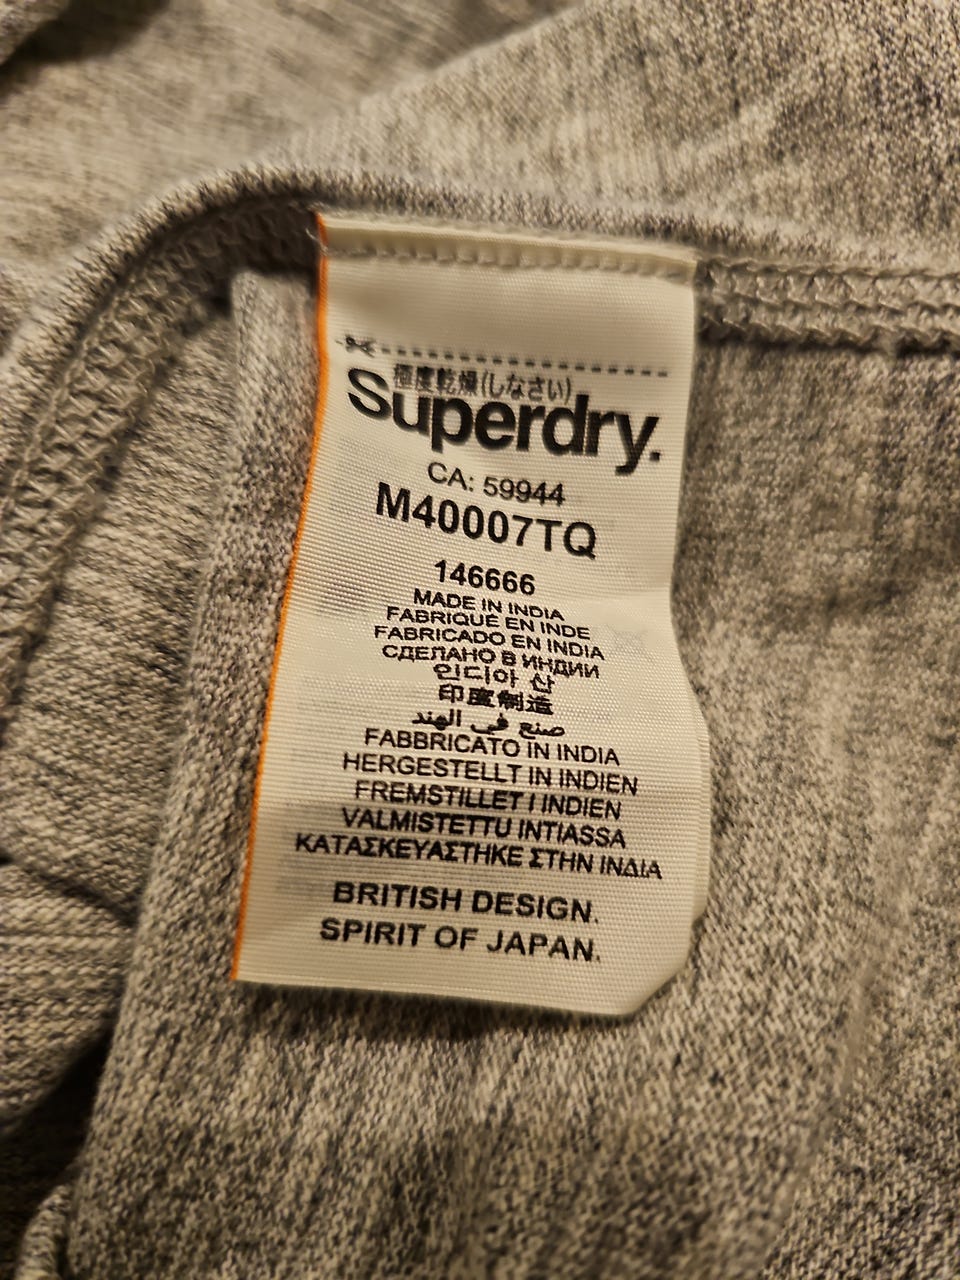 極度乾燥(しなさい)
Superdry.
CA: 59944
M40007TQ
146666
MADE IN INDIA
FABRIQUÉ EN INDE
FABRICADO EN INDIA
СДЕЛАНО В ИНДИИ
인디아 산
印度制造
صنع في الهند
FABBRICATO IN INDIA
HERGESTELLT IN INDIEN
FREMSTILLET I INDIEN
VALMISTETTU INTIASSA
ΚΑΤΑΣΚΕΥΑΣΤΗΚΕ ΣΤΗΝ ΙΝΔΙΑ
BRITISH DESIGN.
SPIRIT OF JAPAN.